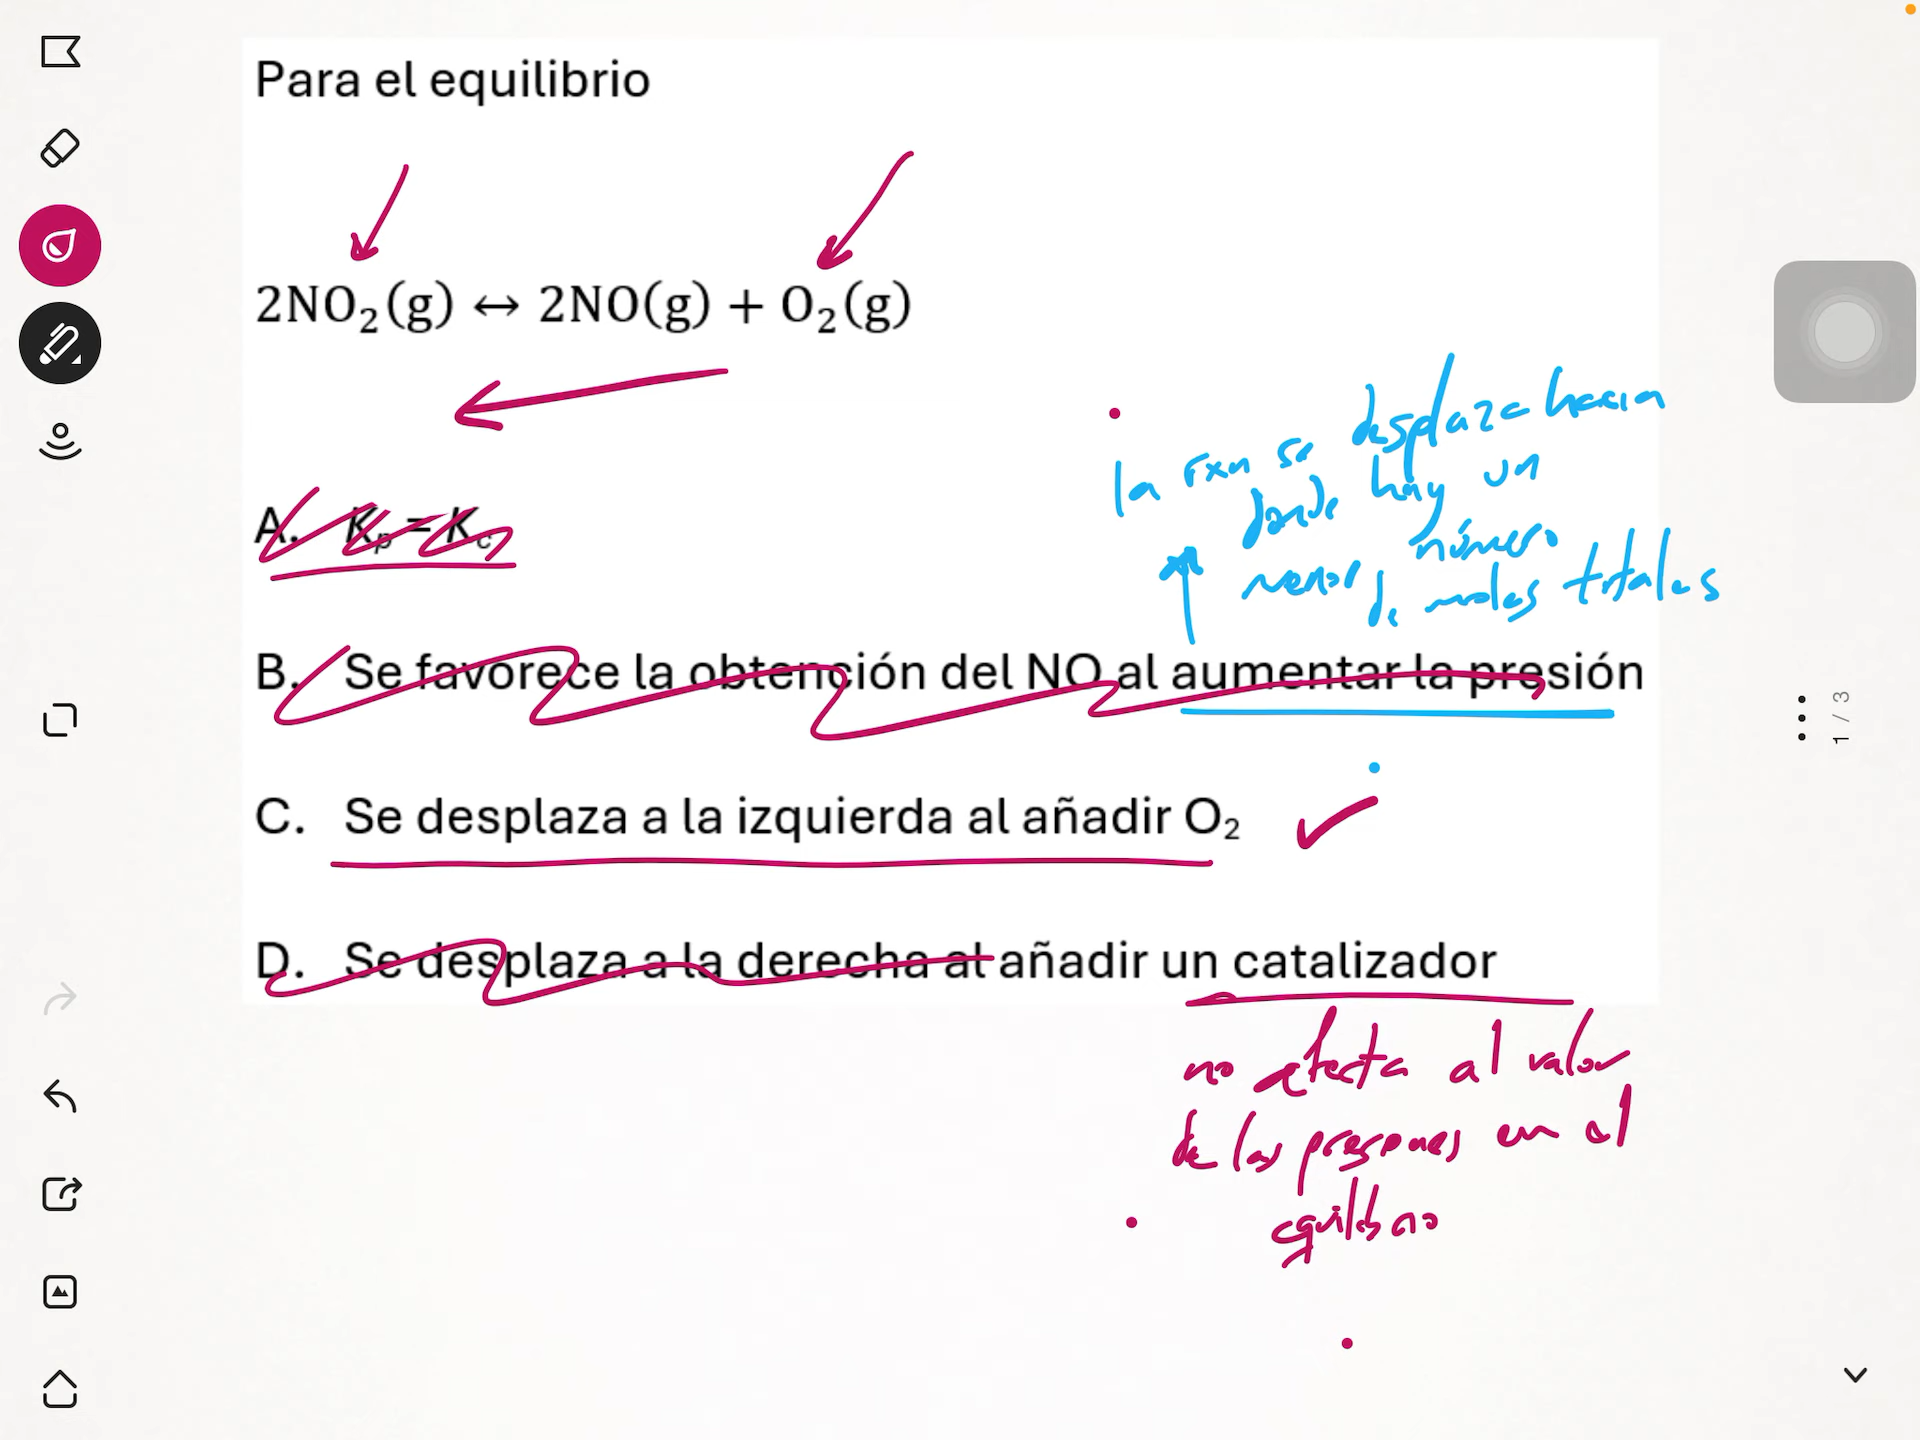 Para el equilibrio
2NO₂(g) ↔ 2NO(g) + O₂(g)
la rxn se desplaza hacia
donde hay un
menor número
de moles totales
A. Kp = Kc
B. Se favorece la obtención del NO al aumentar la presión
C. Se desplaza a la izquierda al añadir O₂
D. Se desplaza a la derecha al añadir un catalizador
no afecta al valor
de las presiones en el
equilibrio
1 / 3